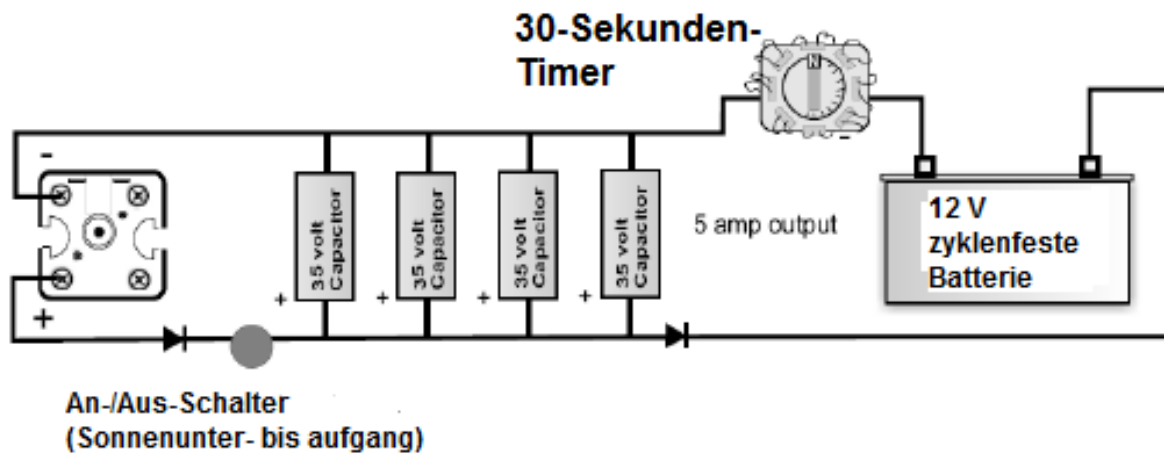 30-Sekunden-
Timer
N
-
-
35 volt
Capacitor
+
35 volt
Capacitor
+
35 volt
Capacitor
+
35 volt
Capacitor
+
5 amp output
12 V
zyklenfeste
Batterie
+
An-/Aus-Schalter
(Sonnenunter- bis aufgang)